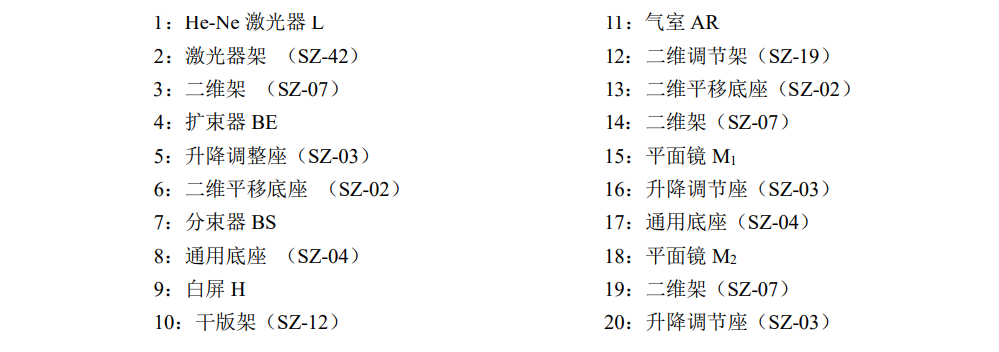 1：He-Ne 激光器 L
2：激光器架 （SZ-42）
3：二维架 （SZ-07）
4：扩束器 BE
5：升降调整座（SZ-03）
6：二维平移底座 （SZ-02）
7：分束器 BS
8：通用底座 （SZ-04）
9：白屏 H
10：干版架（SZ-12）
11：气室 AR
12：二维调节架（SZ-19）
13：二维平移底座（SZ-02）
14：二维架（SZ-07）
15：平面镜 M₁
16：升降调节座（SZ-03）
17：通用底座（SZ-04）
18：平面镜 M₂
19：二维架（SZ-07）
20：升降调节座（SZ-03）